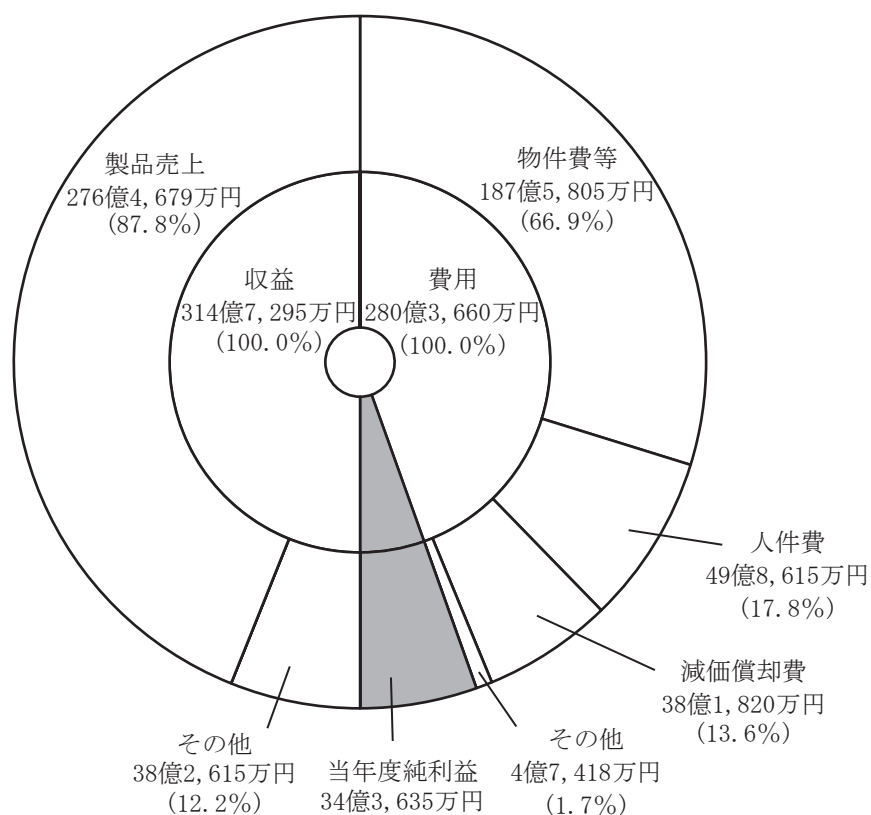 製品売上
276億4,679万円
(87.8%)
物件費等
187億5,805万円
(66.9%)
収益
314億7,295万円
(100.0%)
費用
280億3,660万円
(100.0%)
人件費
49億8,615万円
(17.8%)
減価償却費
38億1,820万円
(13.6%)
その他
4億7,418万円
(1.7%)
当年度純利益
34億3,635万円
その他
38億2,615万円
(12.2%)